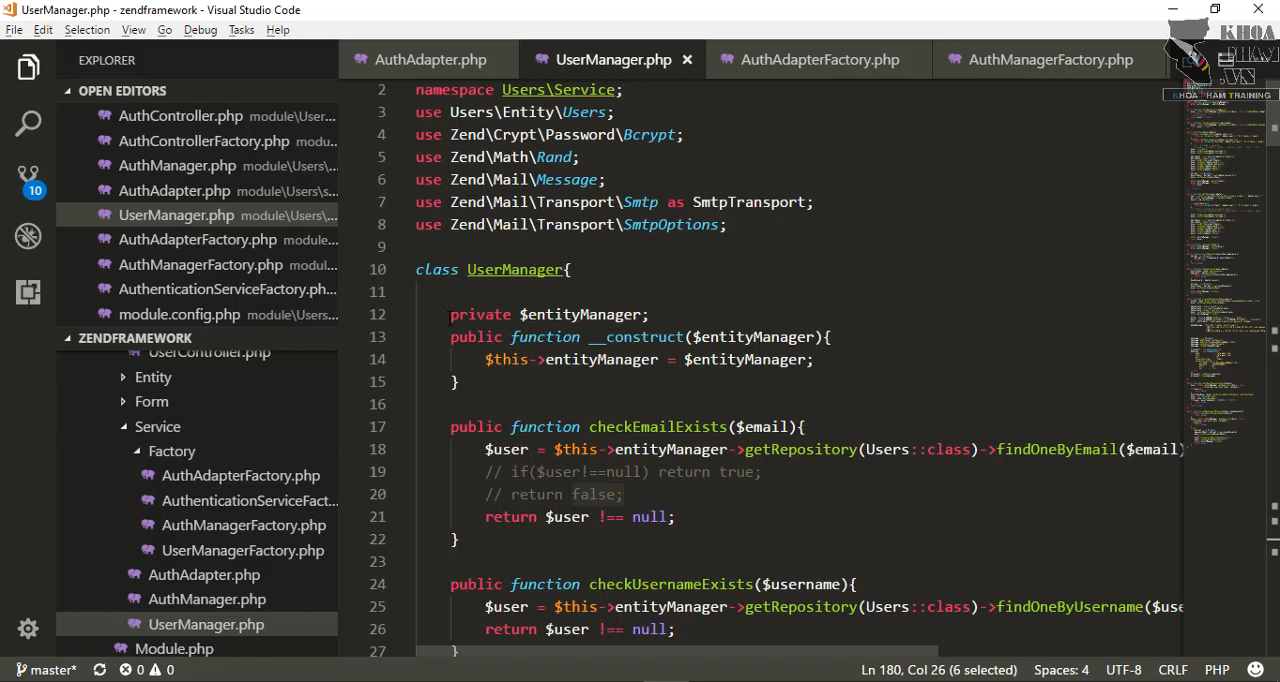 UserManager.php - zendframework - Visual Studio Code
File Edit Selection View Go Debug Tasks Help
KHOA
PHAM
.VN
KHOA PHAM TRAINING
EXPLORER
OPEN EDITORS
AuthController.php module\User...
AuthControllerFactory.php modu...
AuthManager.php module\Users\...
AuthAdapter.php module\Users\s...
UserManager.php module\Users\...
AuthAdapterFactory.php module...
AuthManagerFactory.php modul...
AuthenticationServiceFactory.ph...
module.config.php module\Users...
ZENDFRAMEWORK
UserController.php
Entity
Form
Service
Factory
AuthAdapterFactory.php
AuthenticationServiceFact...
AuthManagerFactory.php
UserManagerFactory.php
AuthAdapter.php
AuthManager.php
UserManager.php
Module.php
10
AuthAdapter.php UserManager.php AuthAdapterFactory.php AuthManagerFactory.php
2 namespace Users\Service;
3 use Users\Entity\Users;
4 use Zend\Crypt\Password\Bcrypt;
5 use Zend\Math\Rand;
6 use Zend\Mail\Message;
7 use Zend\Mail\Transport\Smtp as SmtpTransport;
8 use Zend\Mail\Transport\SmtpOptions;
9
10 class UserManager{
11
12 private $entityManager;
13 public function __construct($entityManager){
14 $this->entityManager = $entityManager;
15 }
16
17 public function checkEmailExists($email){
18 $user = $this->entityManager->getRepository(Users::class)->findOneByEmail($email)
19 // if($user!==null) return true;
20 // return false;
21 return $user !== null;
22 }
23
24 public function checkUsernameExists($username){
25 $user = $this->entityManager->getRepository(Users::class)->findOneByUsername($use
26 return $user !== null;
27 }
master* 0 0 Ln 180, Col 26 (6 selected) Spaces: 4 UTF-8 CRLF PHP